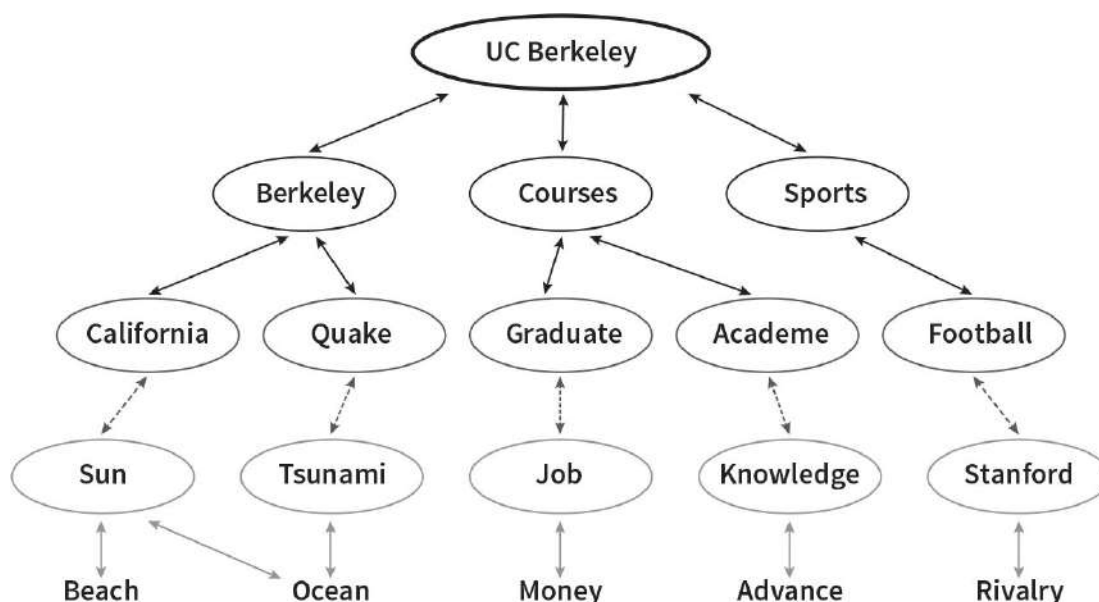 UC Berkeley
Berkeley Courses Sports
California Quake Graduate Academe Football
Sun Tsunami Job Knowledge Stanford
Beach Ocean Money Advance Rivalry